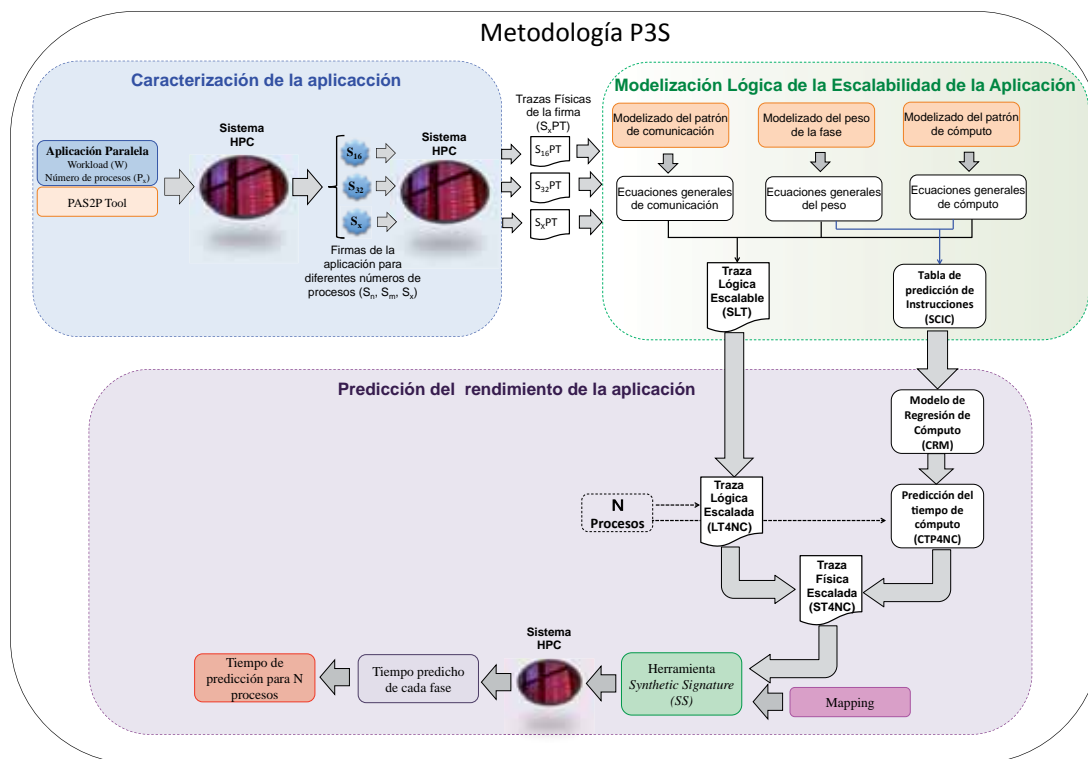 Metodología P3S
Caracterización de la aplicacción
Sistema
HPC
Sistema
HPC
Aplicación Paralela
Workload (W)
Número de procesos (Px)
PAS2P Tool
S16
S32
Sx
Firmas de la
aplicación para
diferentes números de
procesos (Sn, Sm, Sx)
Trazas Físicas
de la firma
(SxPT)
S16PT
S32PT
SxPT
Modelización Lógica de la Escalabilidad de la Aplicación
Modelizado del patrón
de comunicación
Modelizado del peso
de la fase
Modelizado del patrón
de cómputo
Ecuaciones generales
de comunicación
Ecuaciones generales
del peso
Ecuaciones generales
de cómputo
Traza
Lógica
Escalable
(SLT)
Tabla de
predicción de
Instrucciones
(SCIC)
Predicción del rendimiento de la aplicación
Modelo de
Regresión de
Cómputo
(CRM)
N
Procesos
Traza
Lógica
Escalada
(LT4NC)
Predicción del
tiempo de
cómputo
(CTP4NC)
Traza
Física
Escalada
(ST4NC)
Sistema
HPC
Tiempo de
predicción para N
procesos
Tiempo predicho
de cada fase
Herramienta
Synthetic Signature
(SS)
Mapping